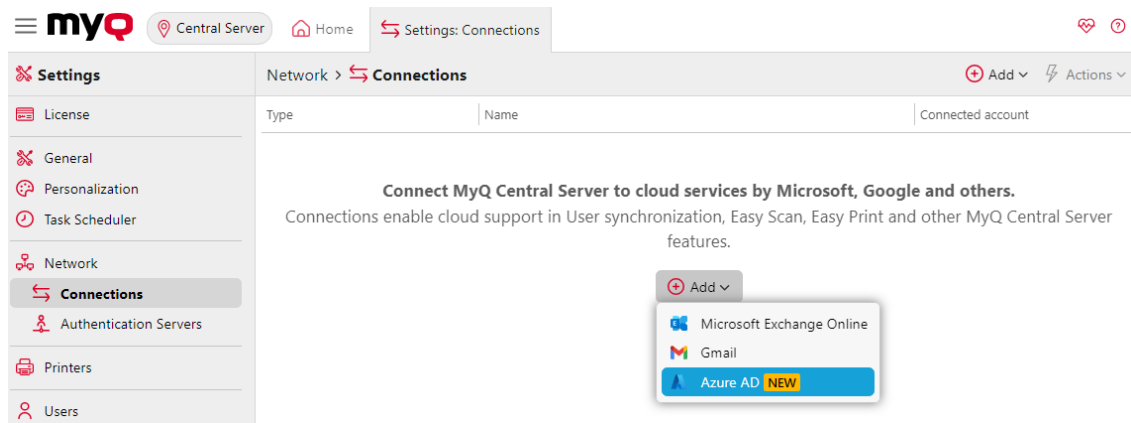 myQ Central Server Home Settings: Connections
Settings
Network > Connections Add Actions
License
Type Name Connected account
General
Personalization
Task Scheduler
Connect MyQ Central Server to cloud services by Microsoft, Google and others.
Connections enable cloud support in User synchronization, Easy Scan, Easy Print and other MyQ Central Server
features.
Network
Connections
Authentication Servers
Printers
Users
Add
Microsoft Exchange Online
Gmail
Azure AD NEW